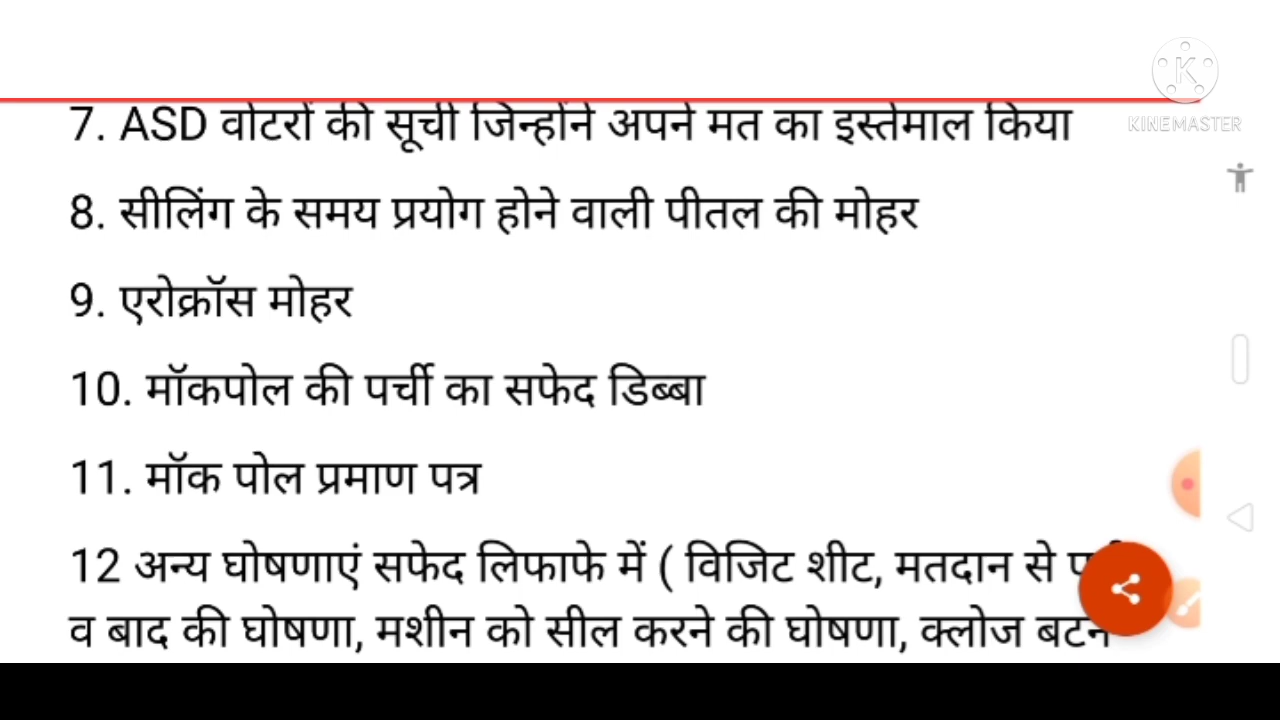 K
KINEMASTER
7. ASD वोटरों की सूची जिन्होंने अपने मत का इस्तेमाल किया
8. सीलिंग के समय प्रयोग होने वाली पीतल की मोहर
9. एरोक्रॉस मोहर
10. मॉकपोल की पर्ची का सफेद डिब्बा
11. मॉक पोल प्रमाण पत्र
12 अन्य घोषणाएं सफेद लिफाफे में ( विजिट शीट, मतदान से
व बाद की घोषणा, मशीन को सील करने की घोषणा, क्लोज बटन